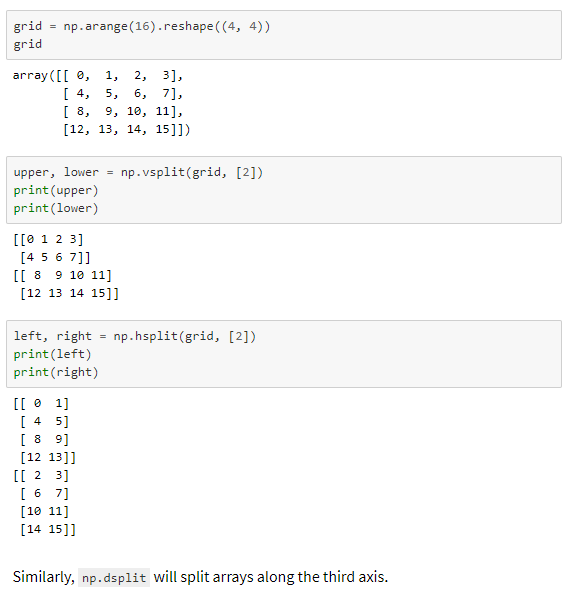 grid = np.arange(16).reshape((4, 4))
grid
array([[ 0,  1,  2,  3],
       [ 4,  5,  6,  7],
       [ 8,  9, 10, 11],
       [12, 13, 14, 15]])
upper, lower = np.vsplit(grid, [2])
print(upper)
print(lower)
[[0 1 2 3]
 [4 5 6 7]]
[[ 8  9 10 11]
 [12 13 14 15]]
left, right = np.hsplit(grid, [2])
print(left)
print(right)
[[ 0  1]
 [ 4  5]
 [ 8  9]
 [12 13]]
[[ 2  3]
 [ 6  7]
 [10 11]
 [14 15]]
Similarly, np.dsplit will split arrays along the third axis.